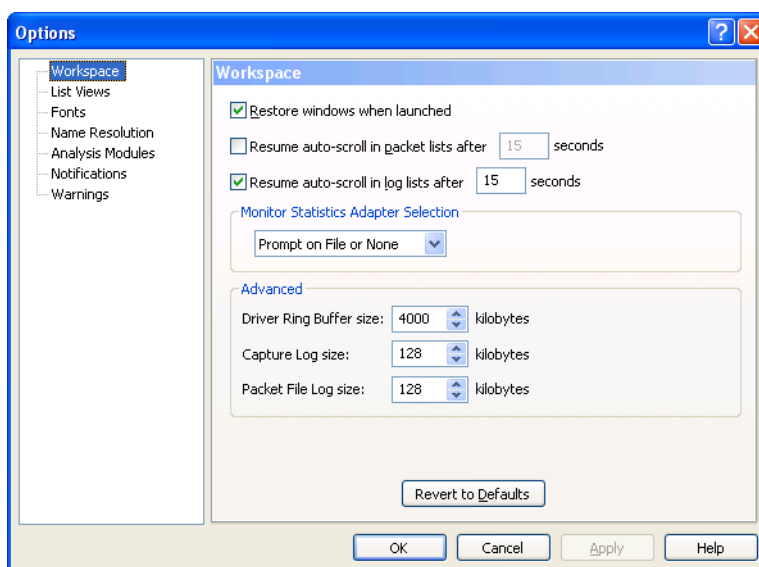 Options
Workspace
List Views
Fonts
Name Resolution
Analysis Modules
Notifications
Warnings
Workspace
Restore windows when launched
Resume auto-scroll in packet lists after 15 seconds
Resume auto-scroll in log lists after 15 seconds
Monitor Statistics Adapter Selection
Prompt on File or None
Advanced
Driver Ring Buffer size: 4000 kilobytes
Capture Log size: 128 kilobytes
Packet File Log size: 128 kilobytes
Revert to Defaults
OK Cancel Apply Help